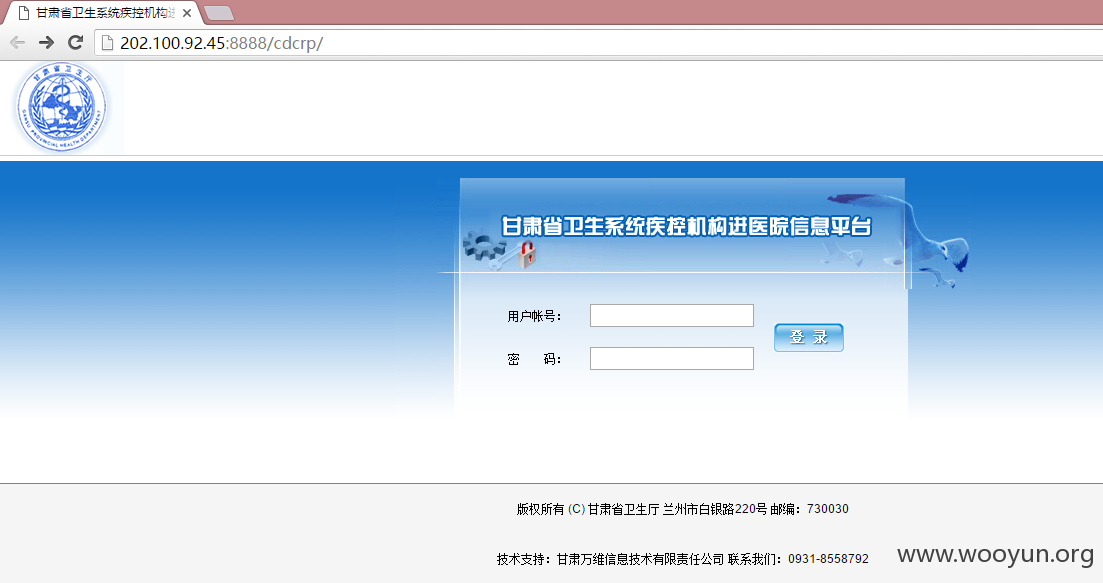 甘肃省卫生系统疾控机构进
202.100.92.45:8888/cdcrp/
甘肃省卫生厅
GANSU PROVINCIAL HEALTH DEPARTMENT
甘肃省卫生系统疾控机构进医院信息平台
用户帐号：
登 录
密 码：
版权所有 (C) 甘肃省卫生厅 兰州市白银路220号 邮编：730030
技术支持：甘肃万维信息技术有限责任公司 联系我们：0931-8558792
www.wooyun.org